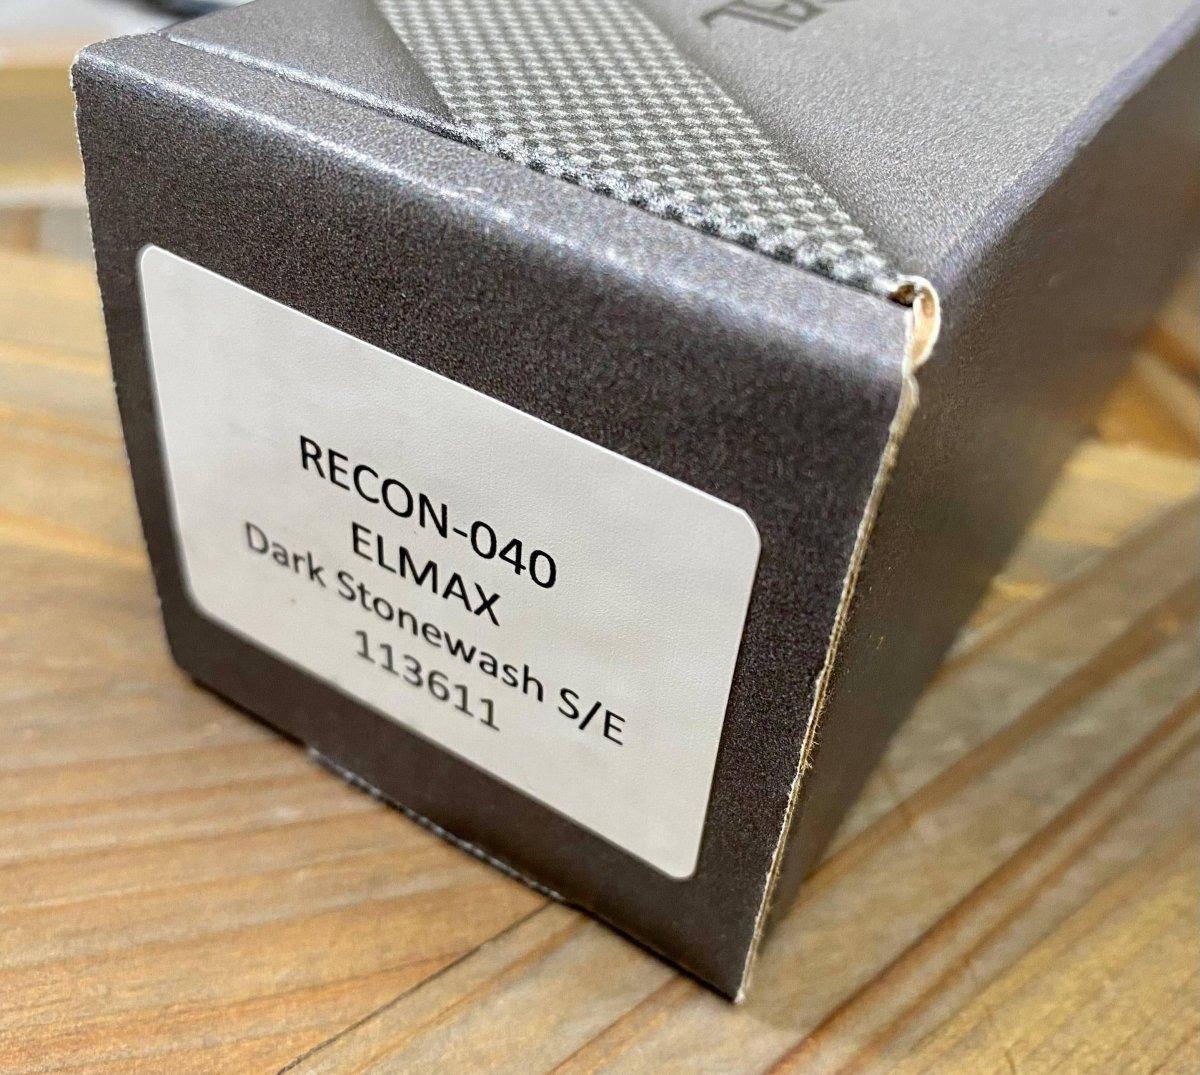 RECON-040
ELMAX
Dark Stonewash S/E
113611